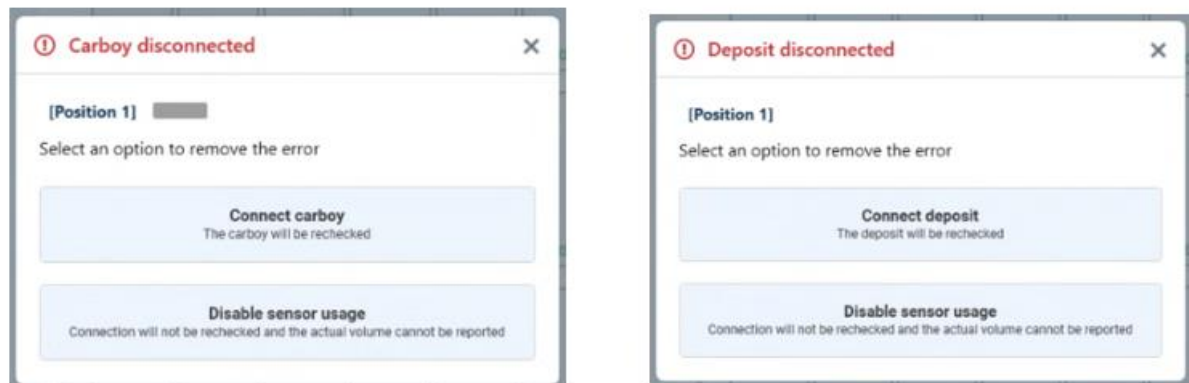 Carboy disconnected
[Position 1]
Select an option to remove the error
Connect carboy
The carboy will be rechecked
Disable sensor usage
Connection will not be rechecked and the actual volume cannot be reported
Deposit disconnected
[Position 1]
Select an option to remove the error
Connect deposit
The deposit will be rechecked
Disable sensor usage
Connection will not be rechecked and the actual volume cannot be reported